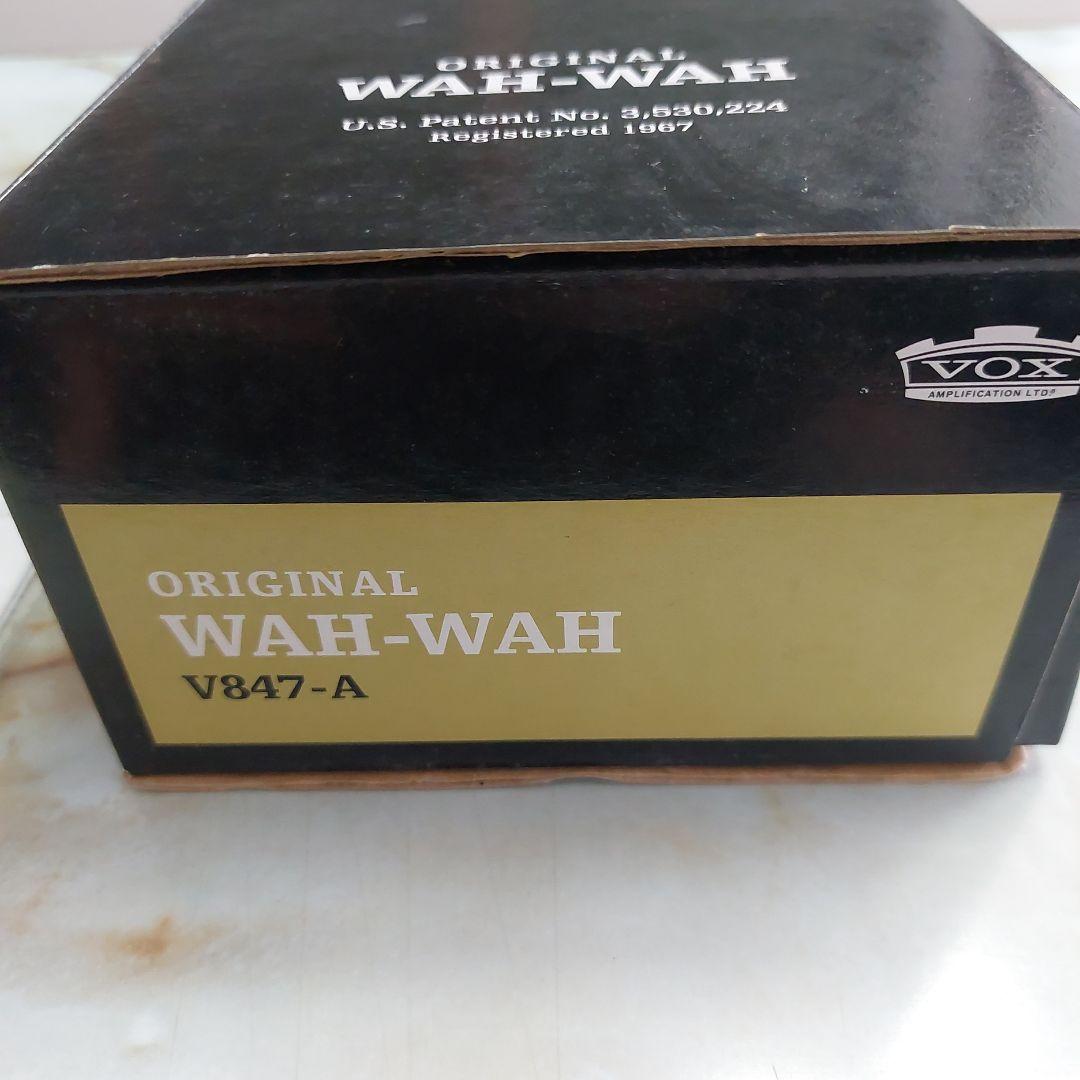 ORIGINAL
WAH-WAH
U.S. Patent No. 3,530,224
Registered 1967
VOX
AMPLIFICATION LTD®
ORIGINAL
WAH-WAH
V847-A